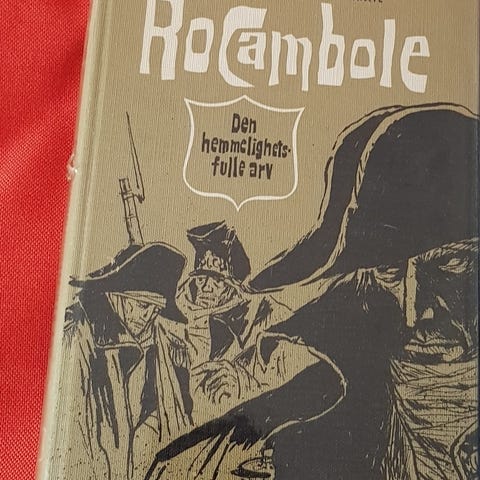 Rocambole
Den
hemmelighets-
fulle arv